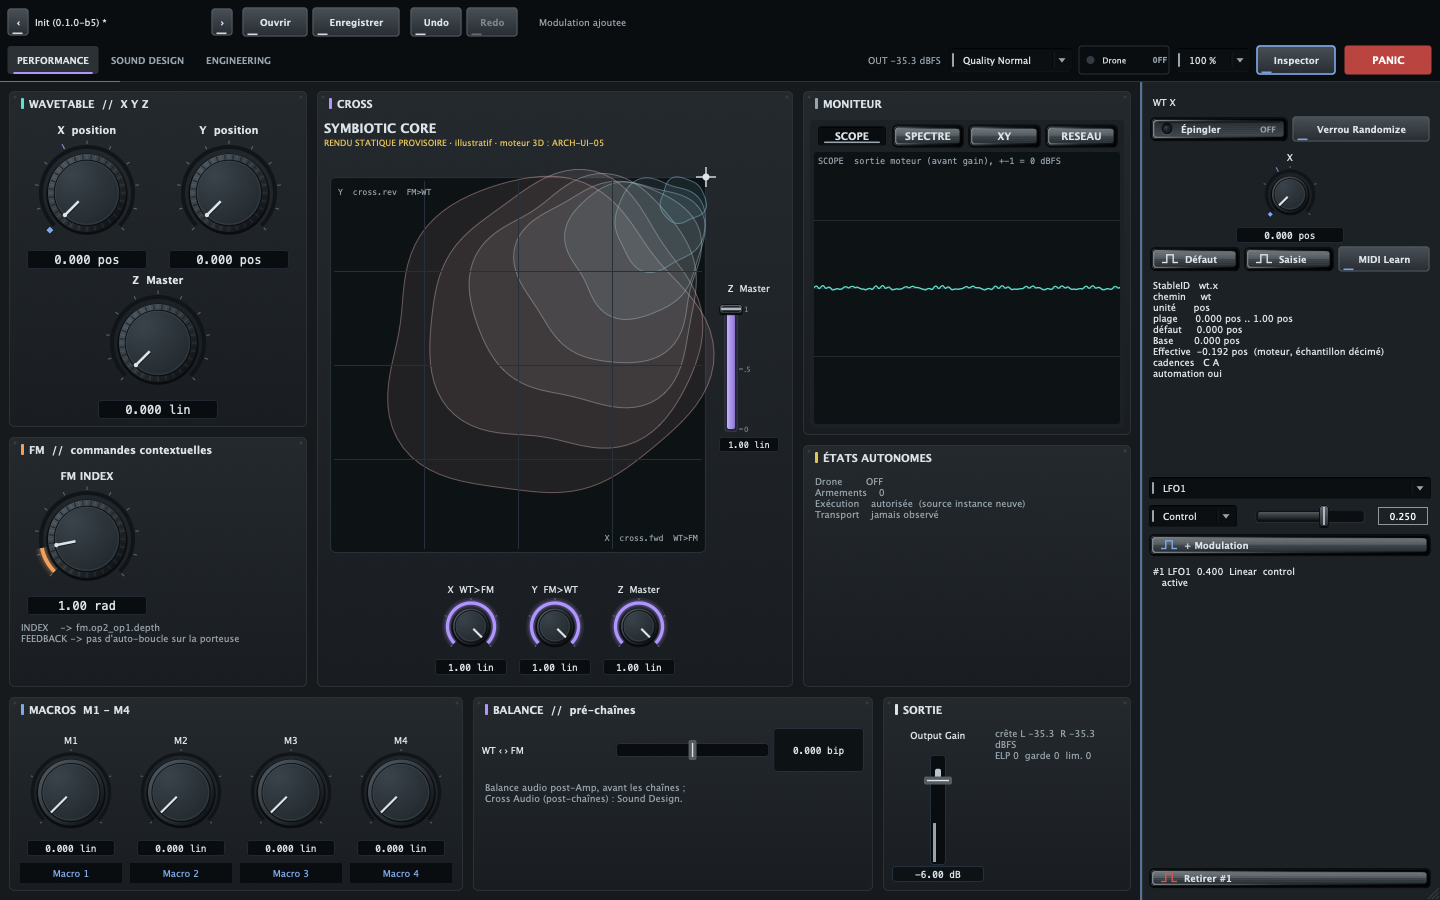 ‹ Init (0.1.0-b5) * › Ouvrir Enregistrer Undo Redo Modulation ajoutee
PERFORMANCE SOUND DESIGN ENGINEERING OUT −35.3 dBFS Quality Normal Drone OFF 100 % Inspector PANIC
WAVETABLE // X Y Z
X position Y position
0.000 pos 0.000 pos
Z Master
0.000 lin
FM // commandes contextuelles
FM INDEX
1.00 rad
INDEX -> fm.op2_op1.depth
FEEDBACK -> pas d'auto-boucle sur la porteuse
CROSS
SYMBIOTIC CORE
RENDU STATIQUE PROVISOIRE · illustratif · moteur 3D : ARCH-UI-05
Y cross.rev FM>WT
X cross.fwd WT>FM
Z Master
1
.5
0
1.00 lin
X WT>FM Y FM>WT Z Master
1.00 lin 1.00 lin 1.00 lin
MONITEUR
SCOPE SPECTRE XY RESEAU
SCOPE sortie moteur (avant gain), +−1 = 0 dBFS
ÉTATS AUTONOMES
Drone OFF
Armements 0
Exécution autorisée (source instance neuve)
Transport jamais observé
MACROS M1 – M4
M1 M2 M3 M4
0.000 lin 0.000 lin 0.000 lin 0.000 lin
Macro 1 Macro 2 Macro 3 Macro 4
BALANCE // pré-chaînes
WT ‹ › FM 0.000 bip
Balance audio post-Amp, avant les chaînes ;
Cross Audio (post-chaînes) : Sound Design.
SORTIE
Output Gain
crête L −35.3 R −35.3
dBFS
ELP 0 garde 0 lim. 0
−6.00 dB
WT X
Épingler OFF Verrou Randomize
X
0.000 pos
Défaut Saisie MIDI Learn
StableID wt.x
chemin wt
unité pos
plage 0.000 pos .. 1.00 pos
défaut 0.000 pos
Base 0.000 pos
Effective −0.192 pos (moteur, échantillon décimé)
cadences C A
automation oui
LFO1
Control 0.250
+ Modulation
#1 LFO1 0.400 Linear control
active
Retirer #1